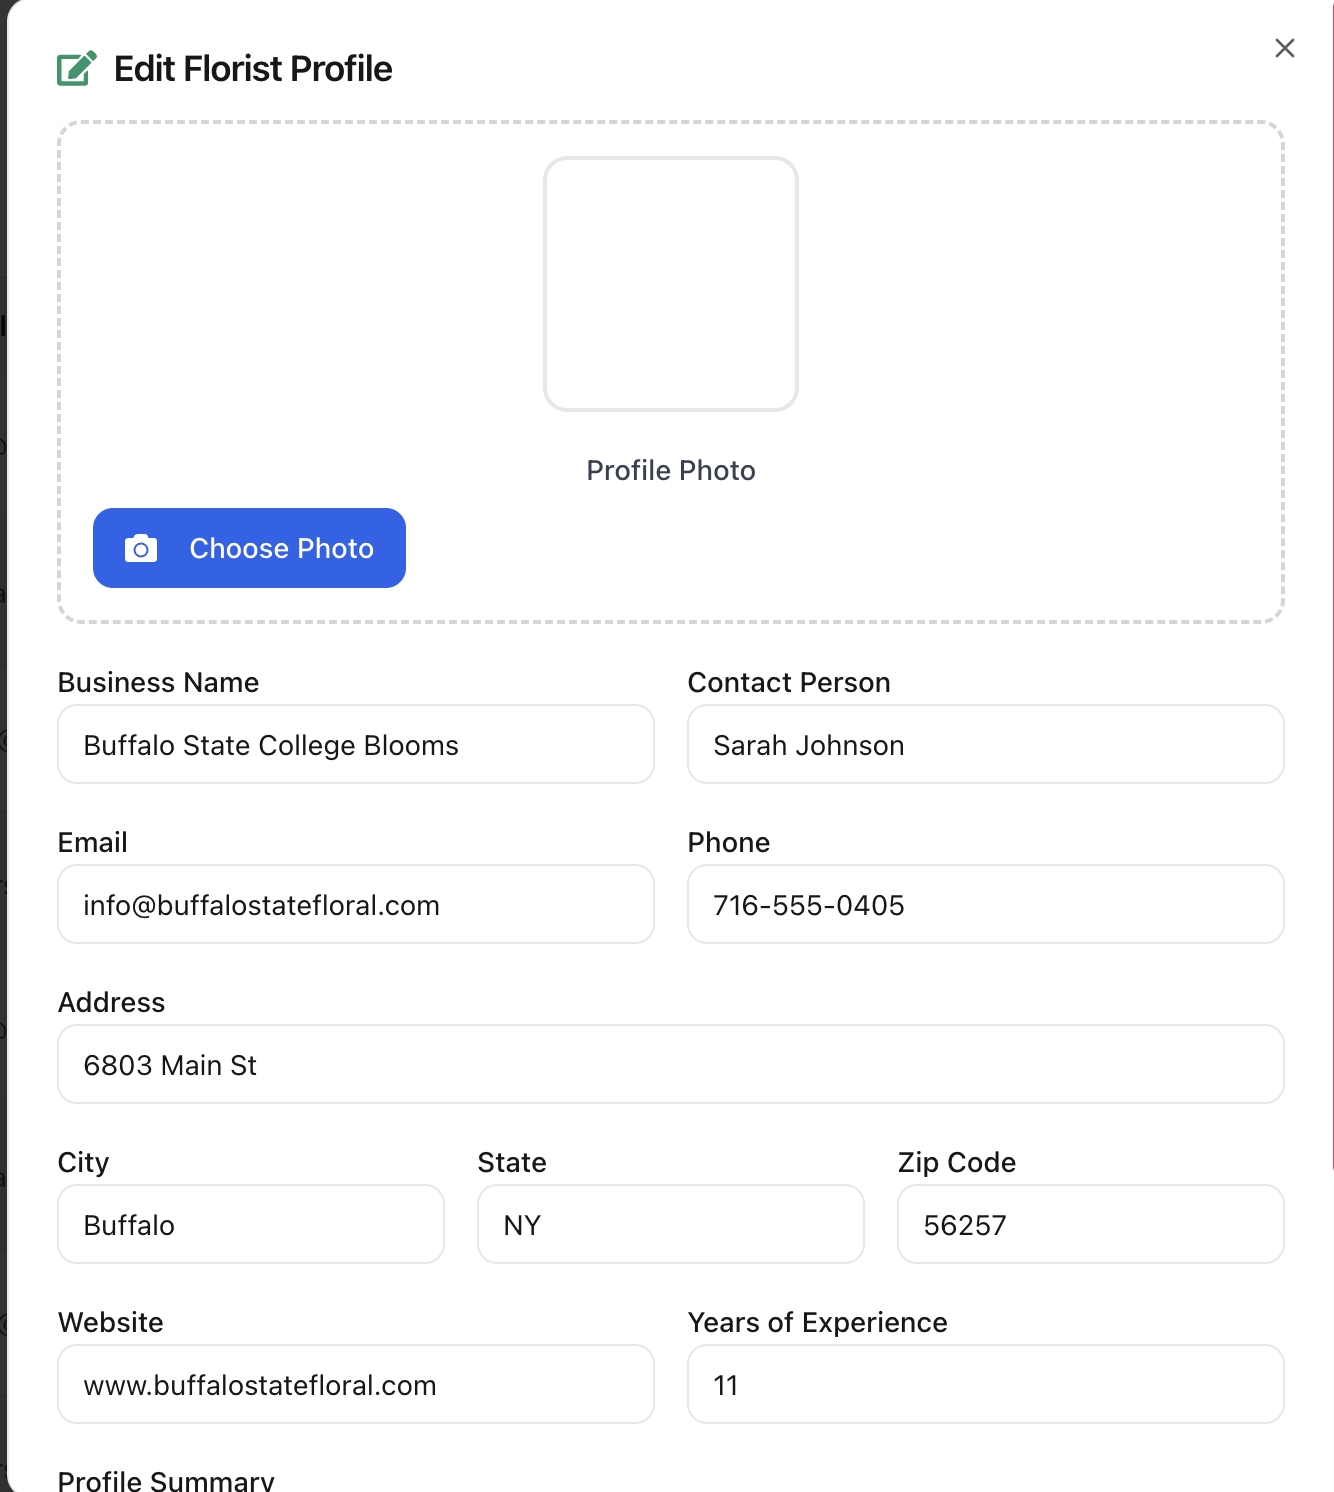 Edit Florist Profile
Profile Photo
Choose Photo
Business Name
Contact Person
Buffalo State College Blooms
Sarah Johnson
Email
Phone
info@buffalostatefloral.com
716-555-0405
Address
6803 Main St
City
State
Zip Code
Buffalo
NY
56257
Website
Years of Experience
www.buffalostatefloral.com
11
Profile Summary